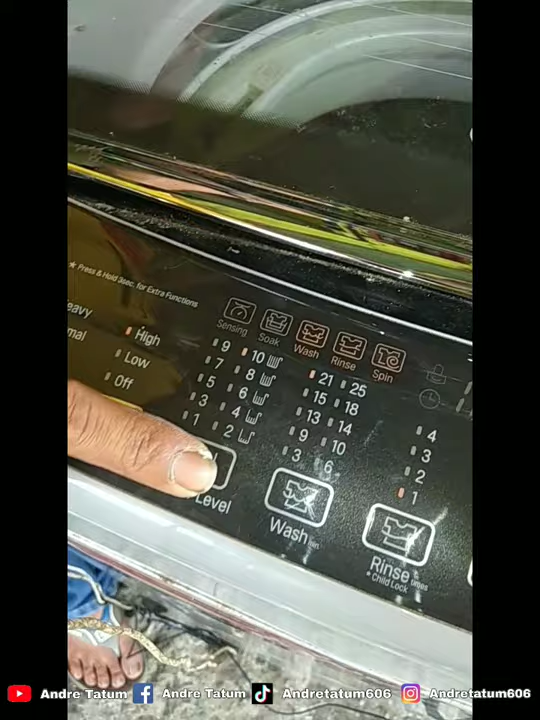 ★ Press & Hold 3sec. for Extra Functions
Sensing Soak Wash Rinse Spin
High
Low
Off
9 10
7 8
5 6
3 4
1 2
21 25
15 18
13 14
9 10
3 6
4
3
2
1
Level
Wash min
Rinse times
Child Lock
Andre Tatum Andre Tatum Andretatum606 Andretatum606